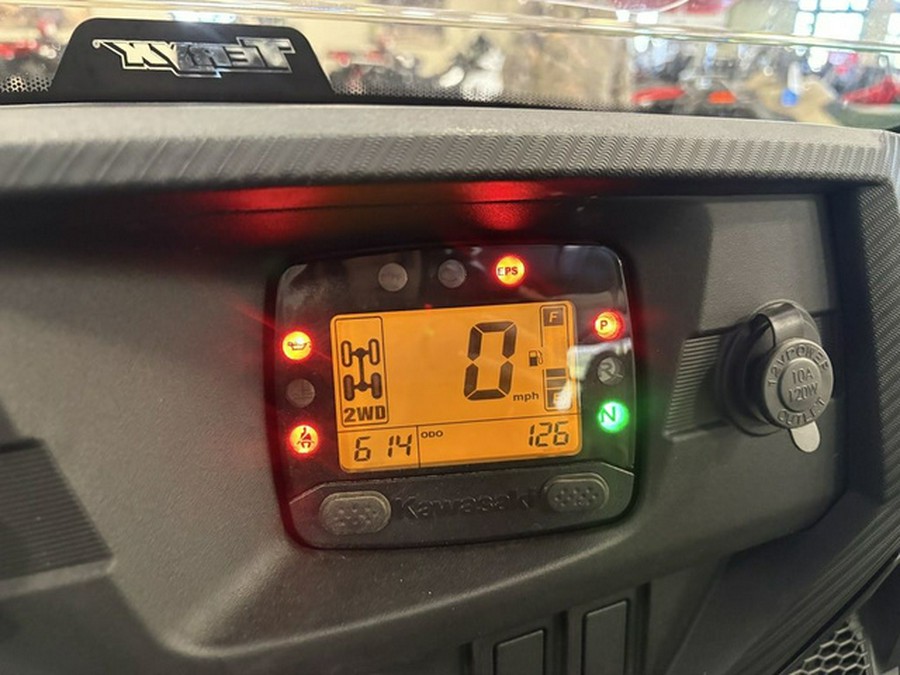 TERYX
EPS
0
F
P
mph
R
2WD
E
N
614
ODO
126
Kawasaki
12V POWER
10A
120W
OUTLET